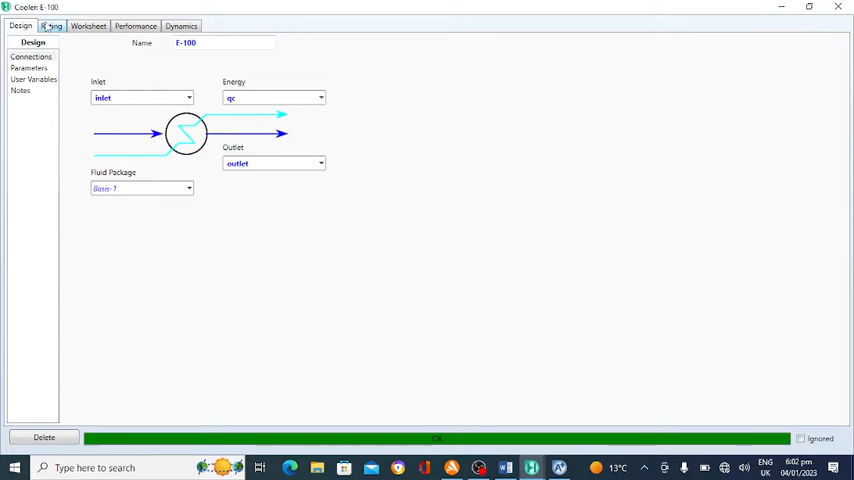 Cooler: E-100
Design Rating Worksheet Performance Dynamics
Design
Connections
Parameters
User Variables
Notes
Name E-100
Inlet
inlet
Energy
qc
Outlet
outlet
Fluid Package
Basis-1
Delete
OK
Ignored
Type here to search
13°C
ENG
UK
6:02 pm
04/01/2023